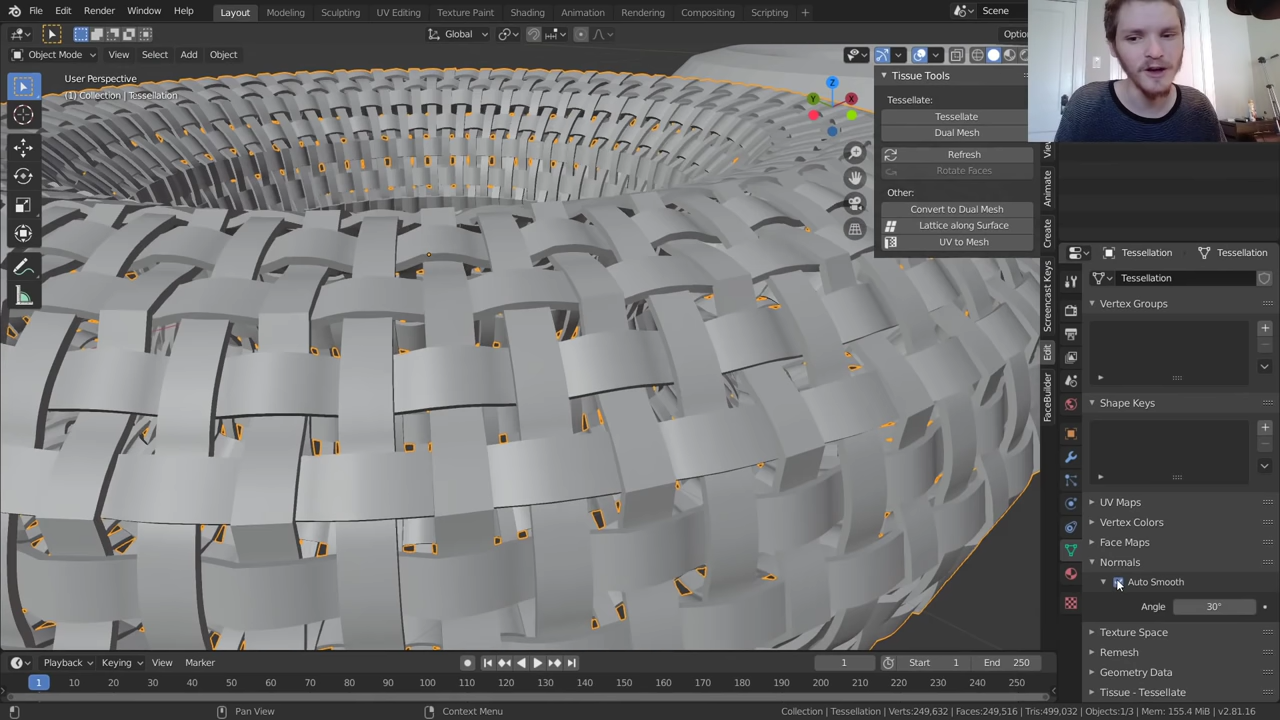 File Edit Render Window Help Layout Modeling Sculpting UV Editing Texture Paint Shading Animation Rendering Compositing Scripting + Scene
Global Optio
Object Mode View Select Add Object
User Perspective
(1) Collection | Tessellation
Z
Y
X
Tissue Tools
Tessellate:
Tessellate
Dual Mesh
Refresh
Rotate Faces
Other:
Convert to Dual Mesh
Lattice along Surface
UV to Mesh
Animate
Create
Screencast Keys
Edit
FaceBuilder
Tessellation Tessellation
Tessellation
Vertex Groups
Shape Keys
UV Maps
Vertex Colors
Face Maps
Normals
Auto Smooth
Angle 30°
Texture Space
Remesh
Geometry Data
Tissue - Tessellate
Playback Keying View Marker 1 Start 1 End 250
1 10 20 30 40 50 60 70 80 90 100 110 120 130 140 150 160 170 180 190 200 210 220 230 240 250
Pan View Context Menu Collection | Tessellation | Verts:249,632 | Faces:249,516 | Tris:499,032 | Objects:1/3 | Mem: 155.4 MiB | v2.81.16